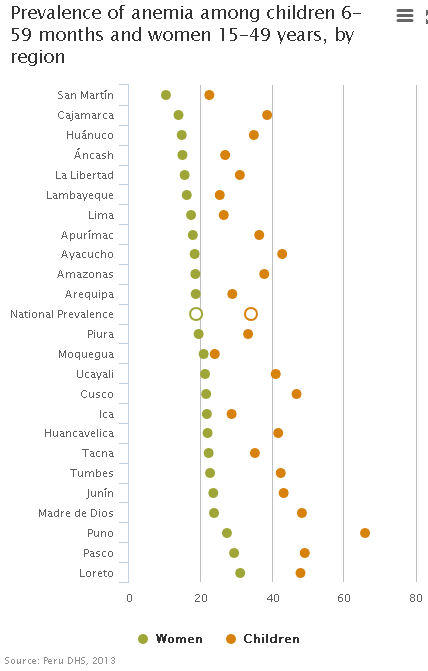 Prevalence of anemia among children 6-
59 months and women 15-49 years, by
region
San Martín
Cajamarca
Huánuco
Áncash
La Libertad
Lambayeque
Lima
Apurímac
Ayacucho
Amazonas
Arequipa
National Prevalence
Piura
Moquegua
Ucayali
Cusco
Ica
Huancavelica
Tacna
Tumbes
Junín
Madre de Dios
Puno
Pasco
Loreto
0 20 40 60 80
Women Children
Source: Peru DHS, 2013